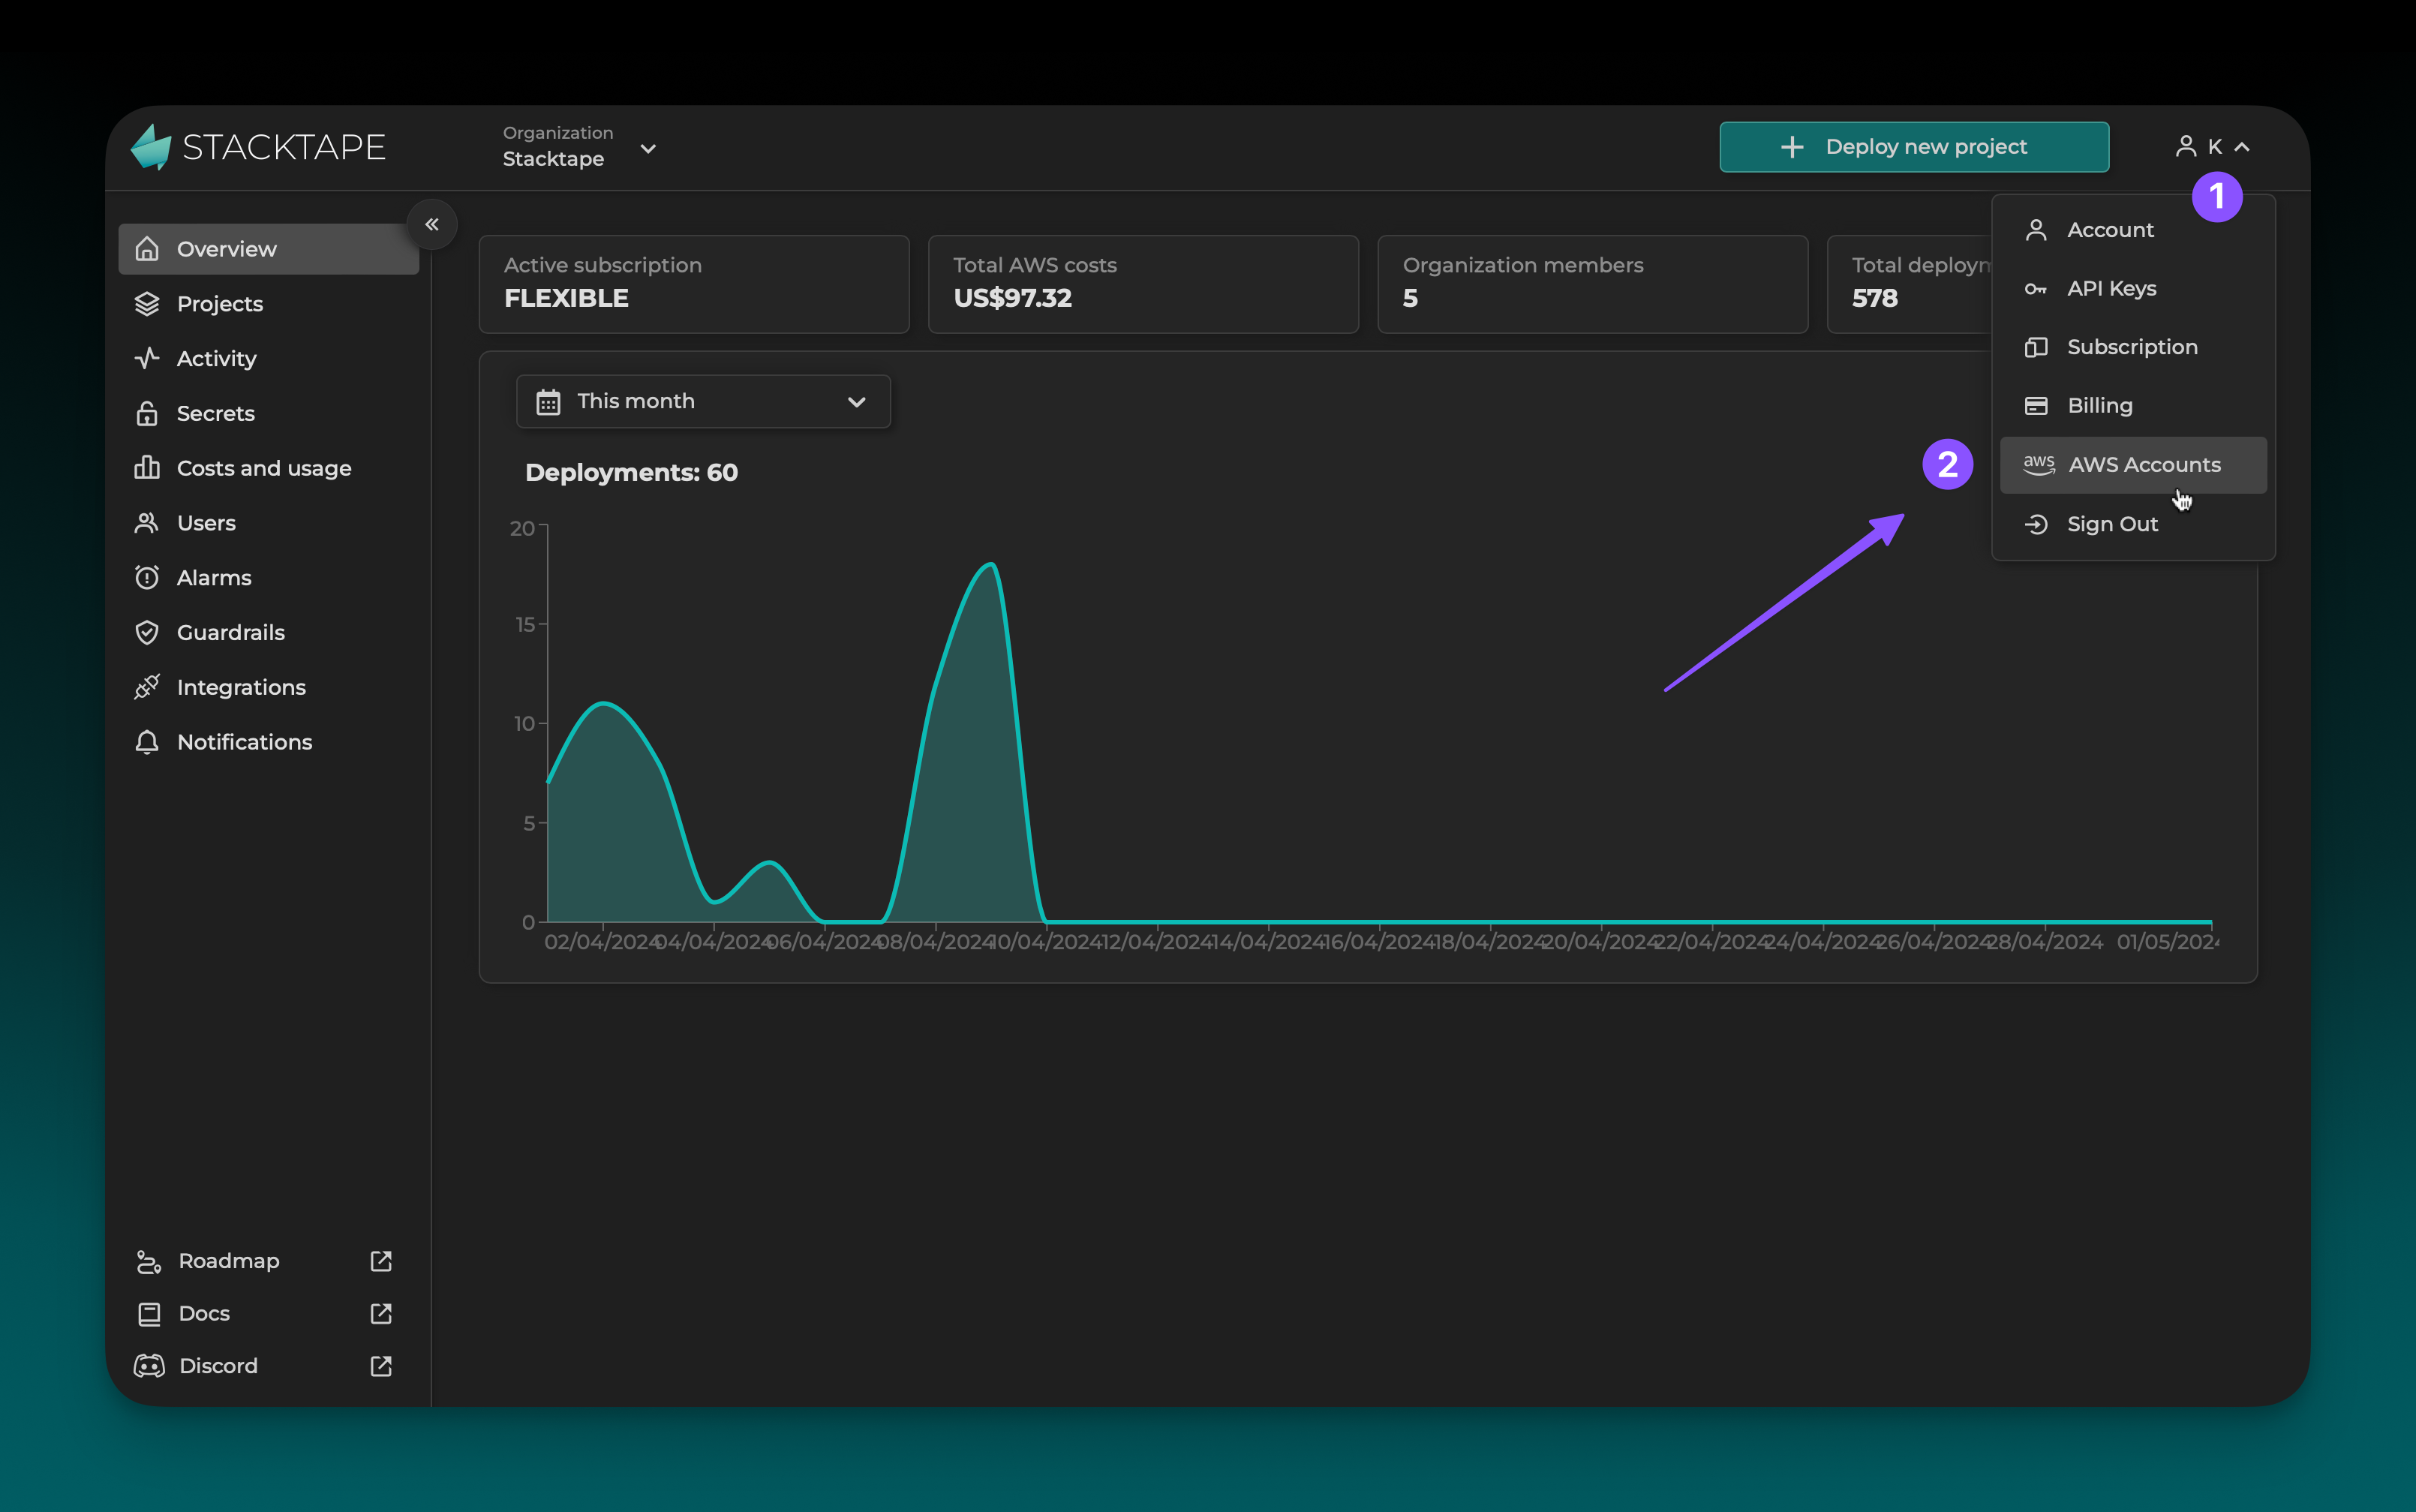 STACKTAPE
Organization
Stacktape
Deploy new project
K
1
Overview
Projects
Activity
Secrets
Costs and usage
Users
Alarms
Guardrails
Integrations
Notifications
Roadmap
Docs
Discord
Active subscription
FLEXIBLE
Total AWS costs
US$97.32
Organization members
5
Total deployn
578
Account
API Keys
Subscription
Billing
2
aws AWS Accounts
Sign Out
This month
Deployments: 60
20
15
10
5
0
02/04/2024 04/04/2024 06/04/2024 08/04/2024 10/04/2024 12/04/2024 14/04/2024 16/04/2024 18/04/2024 20/04/2024 22/04/2024 24/04/2024 26/04/2024 28/04/2024 01/05/2024